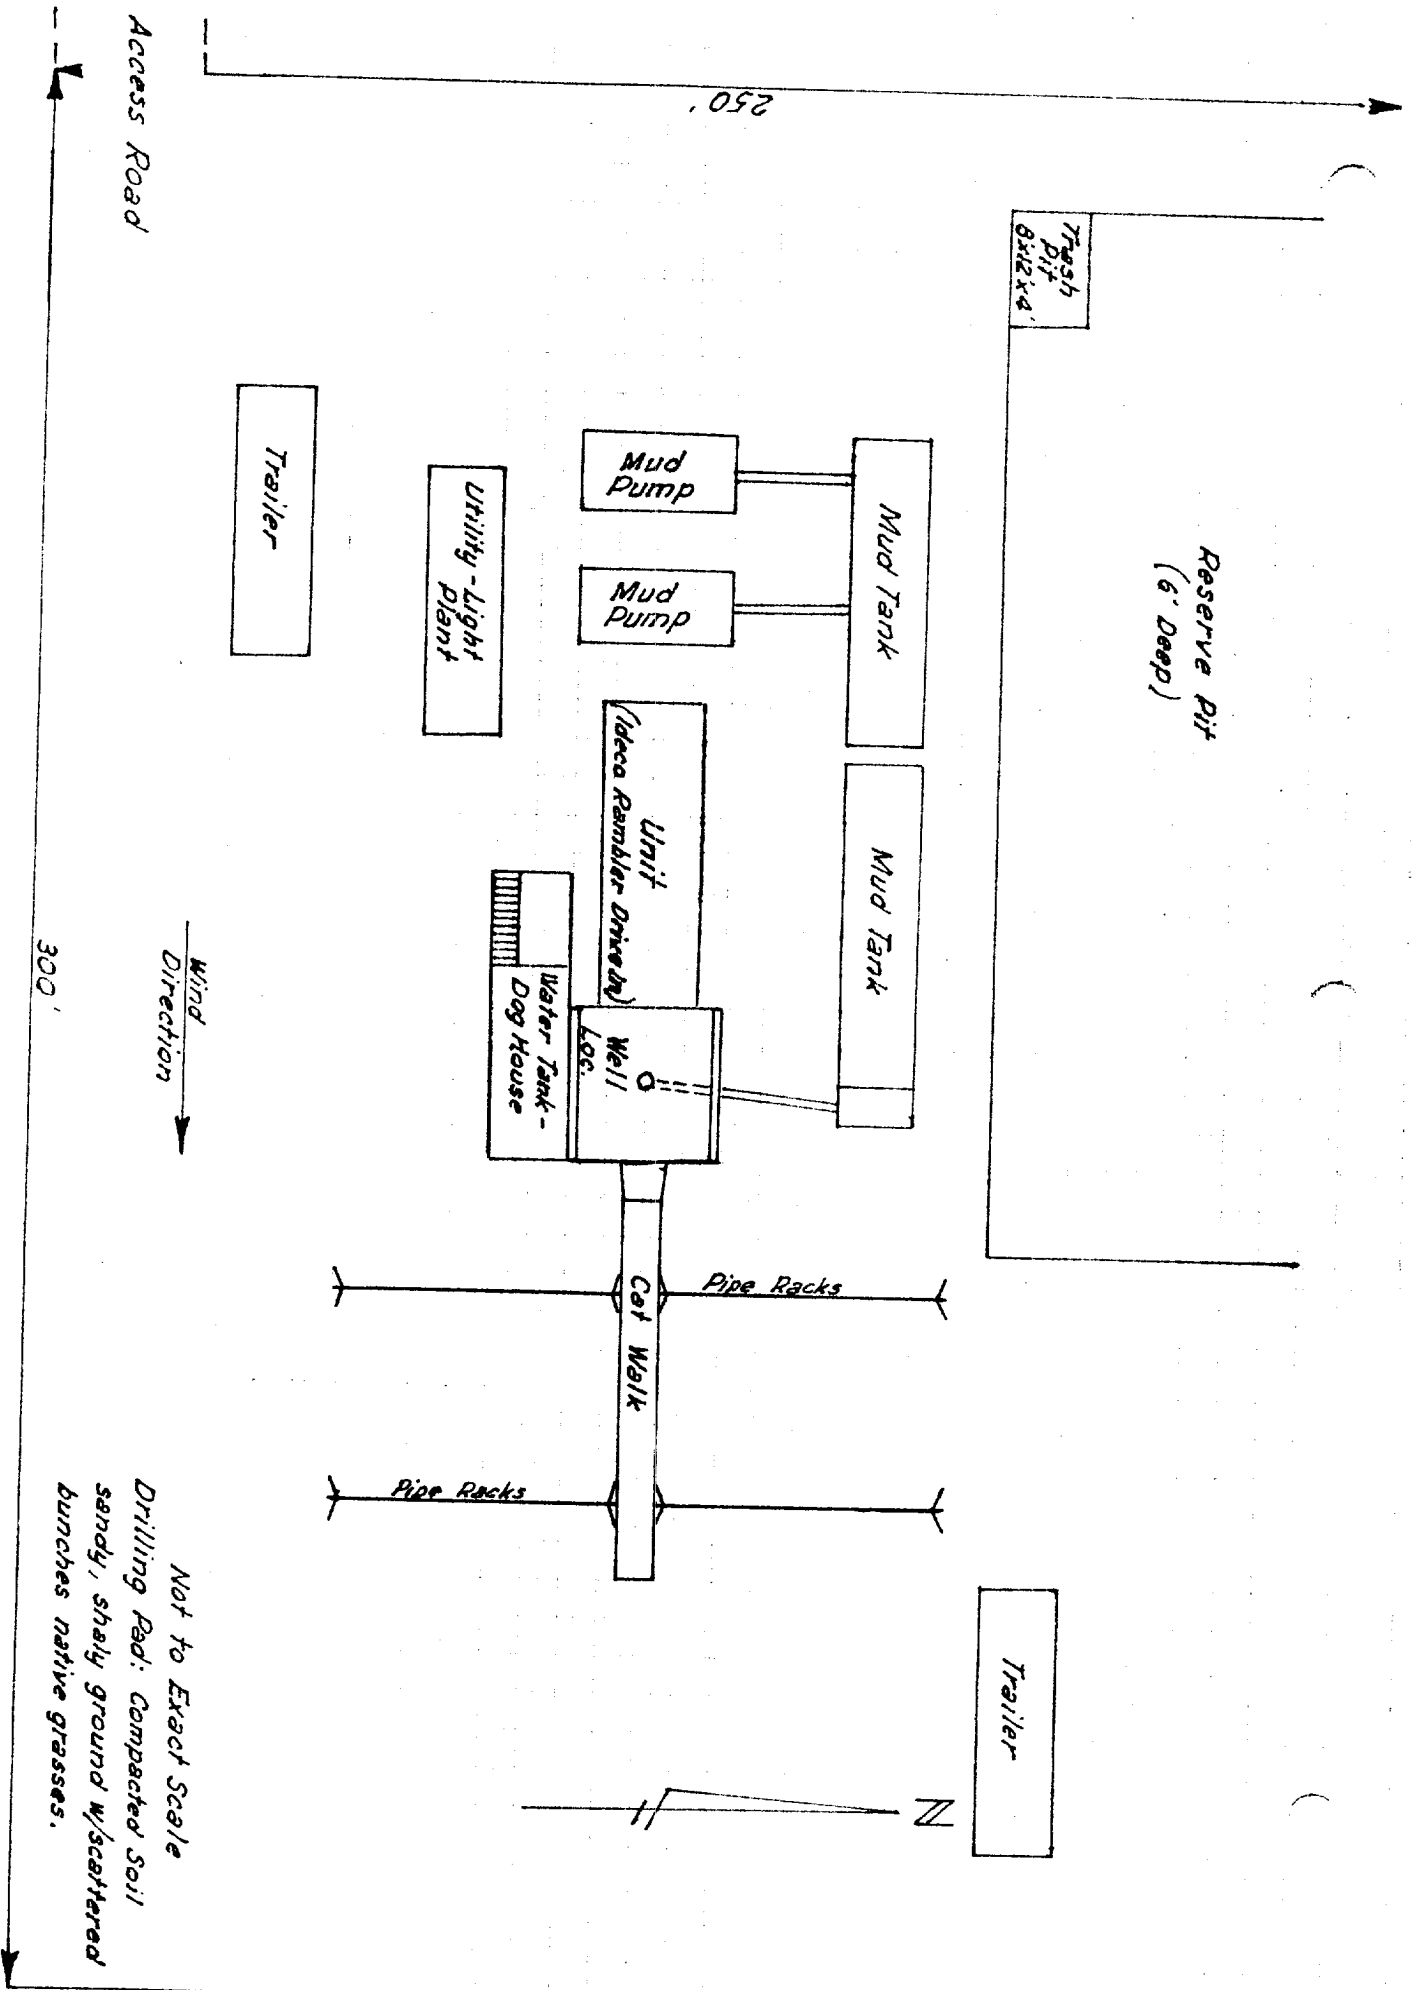 Reserve Pit
(6' Deep)
Trash
Pit
8'x12'x4'
250'
Mud Tank
Mud Tank
Mud
Pump
Mud
Pump
Unit
(Ideco Rambler Drive In)
Well
Loc.
Water Tank-
Dog House
Utility-Light
Plant
Trailer
Pipe Racks
Cat Walk
Pipe Racks
Trailer
N
Access Road
Wind
Direction
300'
Not to Exact Scale
Drilling Pad: Compacted Soil
sandy, shaly ground w/scattered
bunches native grasses.